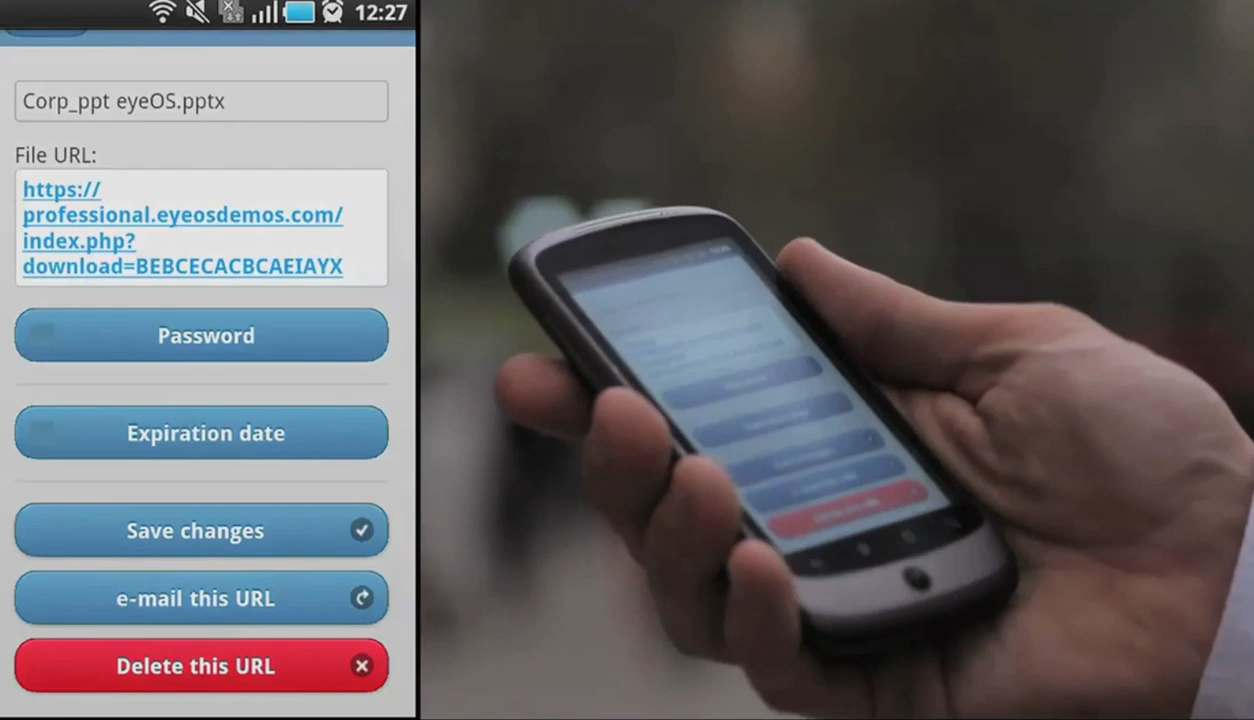 12:27
Corp_ppt eyeOS.pptx
File URL:
https://
professional.eyeosdemos.com/
index.php?
download=BEBCECACBCAEIAYX
Password
Expiration date
Save changes
e-mail this URL
Delete this URL